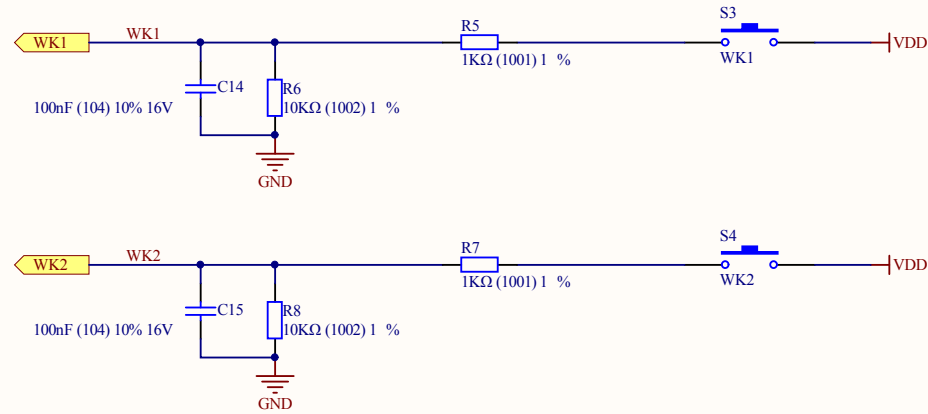 S3
R5
WK1
WK1
VDD
1KΩ (1001) 1 %
WK1
C14
R6
100nF (104) 10% 16V
10KΩ (1002) 1 %
GND
S4
R7
WK2
WK2
VDD
1KΩ (1001) 1 %
WK2
C15
R8
100nF (104) 10% 16V
10KΩ (1002) 1 %
GND